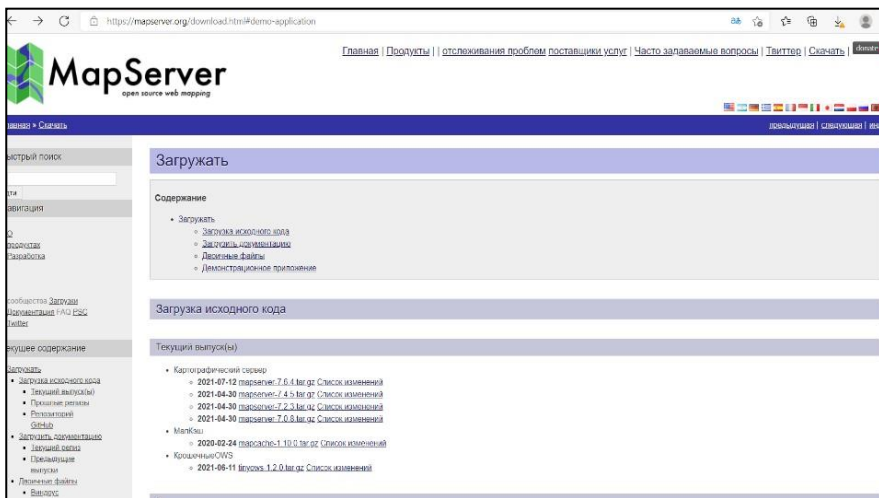 https://mapserver.org/download.html#demo-application
MapServer
open source web mapping
Главная | Продукты | | отслеживания проблем поставщики услуг | Часто задаваемые вопросы | Твиттер | Скачать |
donate
лавная » Скачать
предыдущая | следующая | ин
ыстрый поиск
Загружать
авигация
О
продуктах
Разработка
Содержание
• Загружать
Загрузка исходного кода
Загрузить документацию
Двоичные файлы
Демонстрационное приложение
сообщества Загрузки
Документация FAQ PSC
Twitter
Загрузка исходного кода
екущее содержание
Загружать
• Загрузка исходного кода
• Текущий выпуск(ы)
• Прошлые релизы
• Репозиторий
GitHub
• Загрузить документацию
• Текущий релиз
• Предыдущие
выпуски
• Двоичные файлы
• Виндоус
Текущий выпуск(ы)
• Картографический сервер
2021-07-12 mapserver-7.6.4.tar.gz Список изменений
2021-04-30 mapserver-7.4.5.tar.gz Список изменений
2021-04-30 mapserver-7.2.3.tar.gz Список изменений
2021-04-30 mapserver-7.0.8.tar.gz Список изменений
• МапКэш
2020-02-24 mapcache-1.10.0.tar.gz Список изменений
• КрошечныеOWS
2021-06-11 tinyows.1.2.0.tar.gz Список изменений